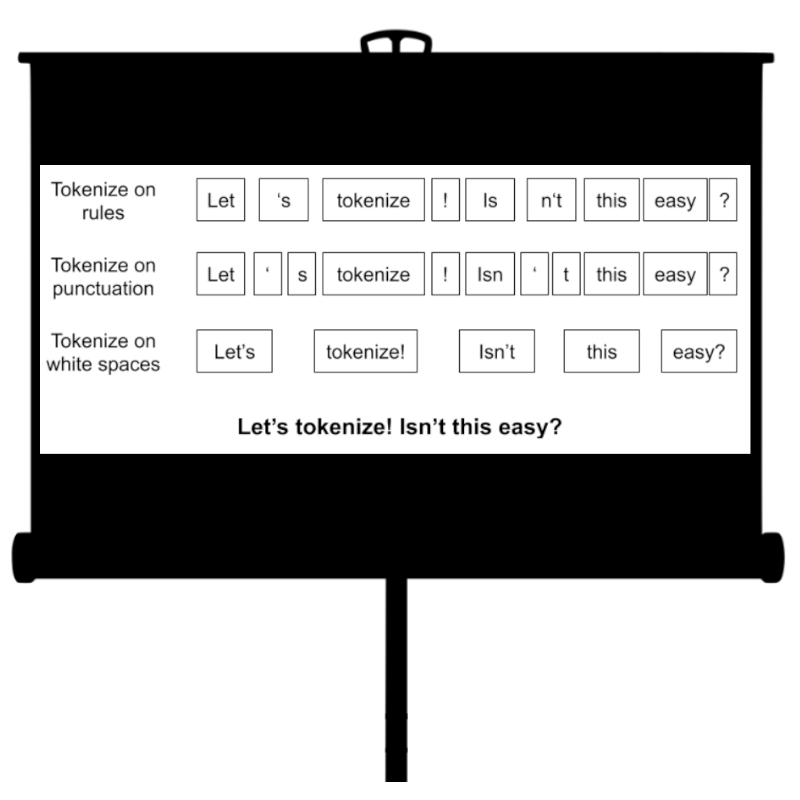 Tokenize on rules
Let ‘s tokenize ! Is n‘t this easy ?
Tokenize on punctuation
Let ‘ s tokenize ! Isn ‘ t this easy ?
Tokenize on white spaces
Let’s tokenize! Isn’t this easy?
Let’s tokenize! Isn’t this easy?